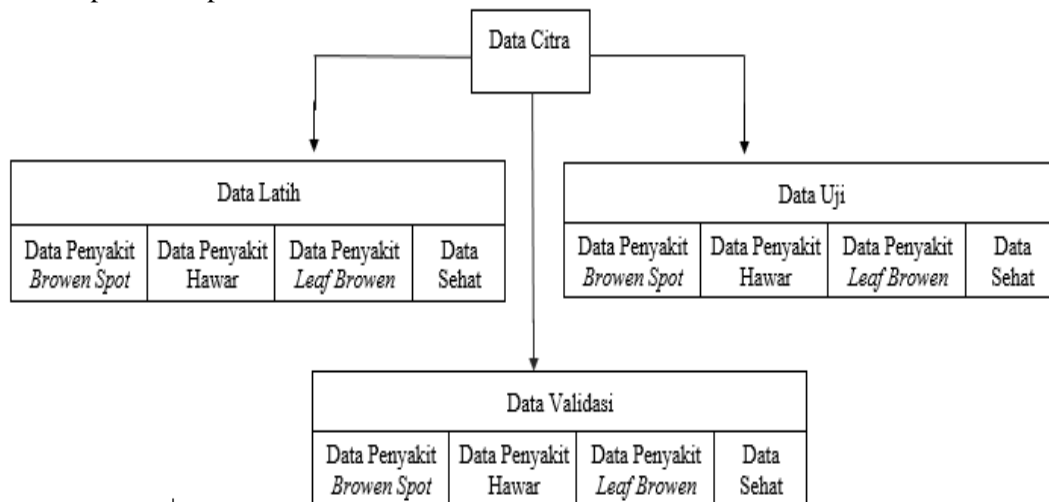 Data Citra
Data Latih
Data Penyakit Browen Spot
Data Penyakit Hawar
Data Penyakit Leaf Browen
Data Sehat
Data Uji
Data Penyakit Browen Spot
Data Penyakit Hawar
Data Penyakit Leaf Browen
Data Sehat
Data Validasi
Data Penyakit Browen Spot
Data Penyakit Hawar
Data Penyakit Leaf Browen
Data Sehat